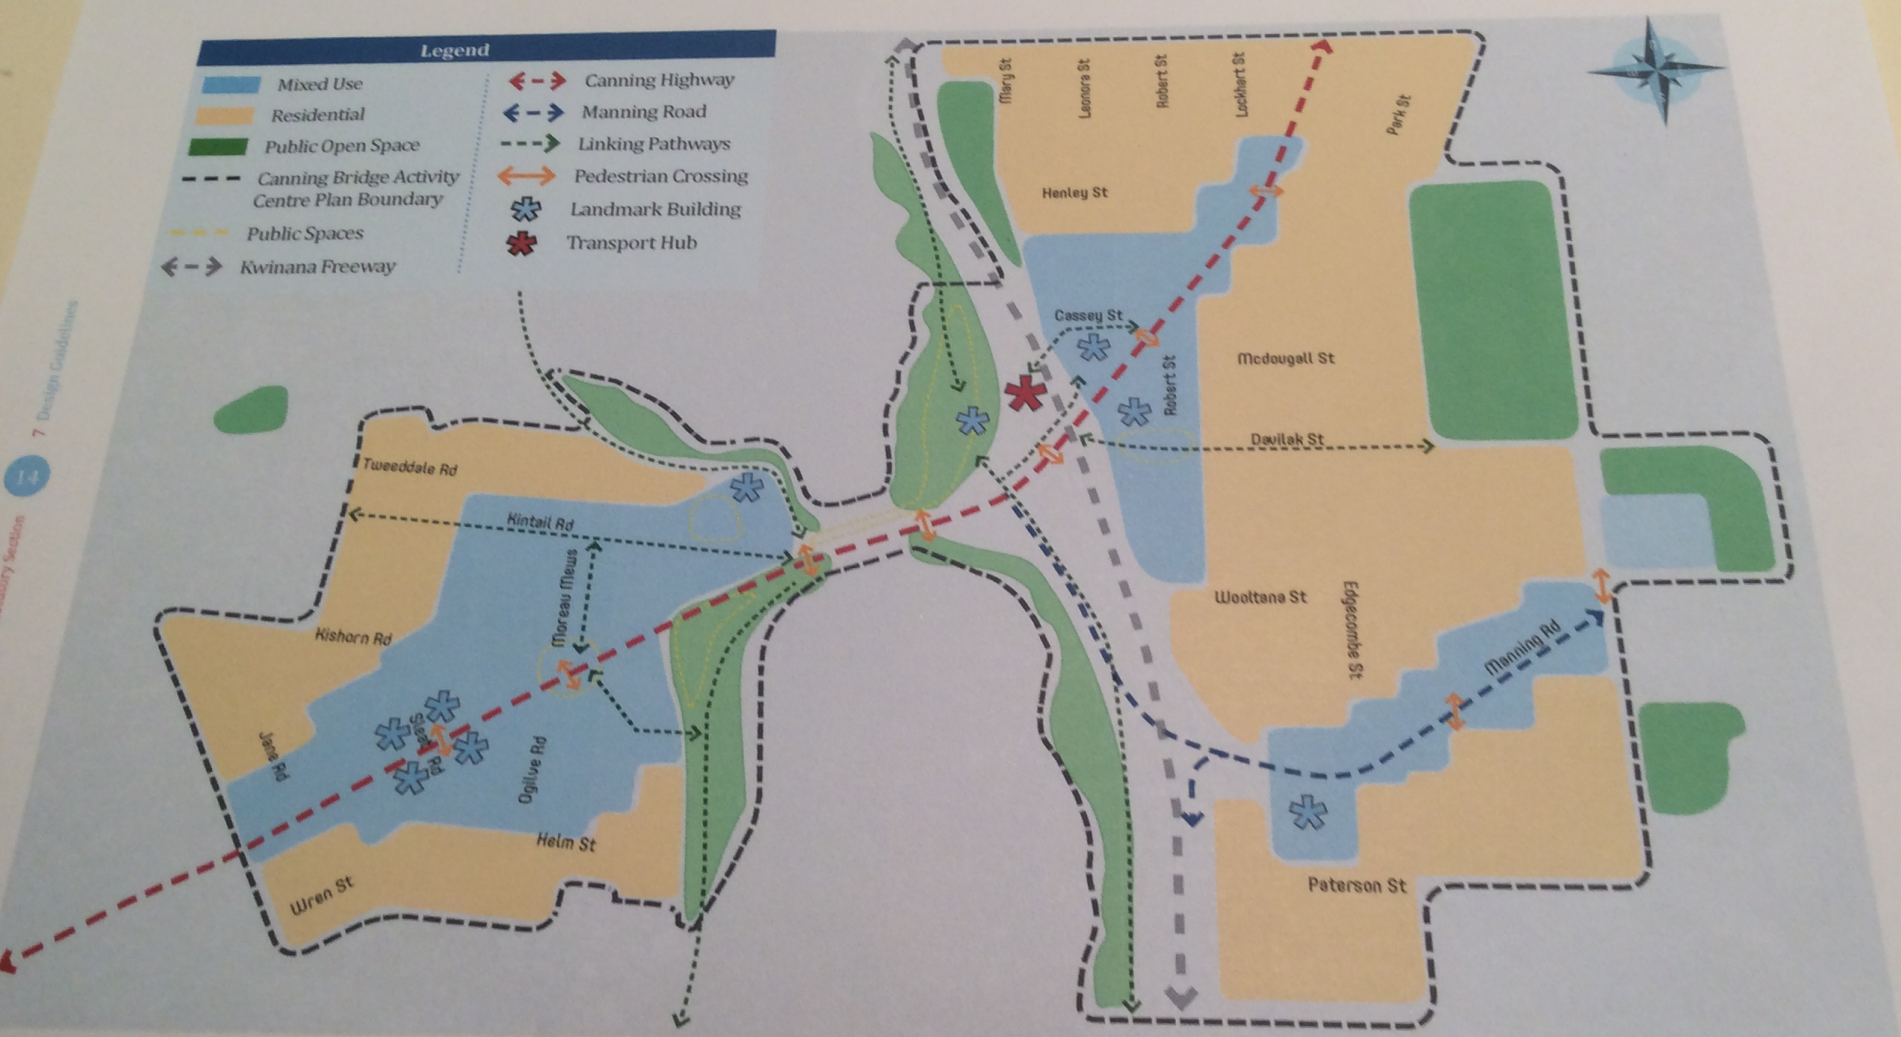 Legend
Mixed Use
Residential
Public Open Space
Canning Bridge Activity
Centre Plan Boundary
Public Spaces
Kwinana Freeway
Canning Highway
Manning Road
Linking Pathways
Pedestrian Crossing
Landmark Building
Transport Hub
Mary St
Leonora St
Robert St
Lockhart St
Park St
Henley St
Cassey St
Robert St
Mcdougall St
Davilak St
Wooltana St
Edgecombe St
Manning Rd
Paterson St
Tweeddale Rd
Kintail Rd
Moreau Mews
Kishorn Rd
Jane Rd
Sleat Rd
Ogilve Rd
Helm St
Wren St
7 Design Guidelines
14
Section